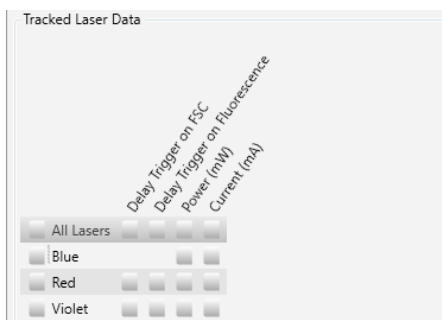 Tracked Laser Data
Delay Trigger on FSC
Delay Trigger on Fluorescence
Power (mW)
Current (mA)
All Lasers
Blue
Red
Violet